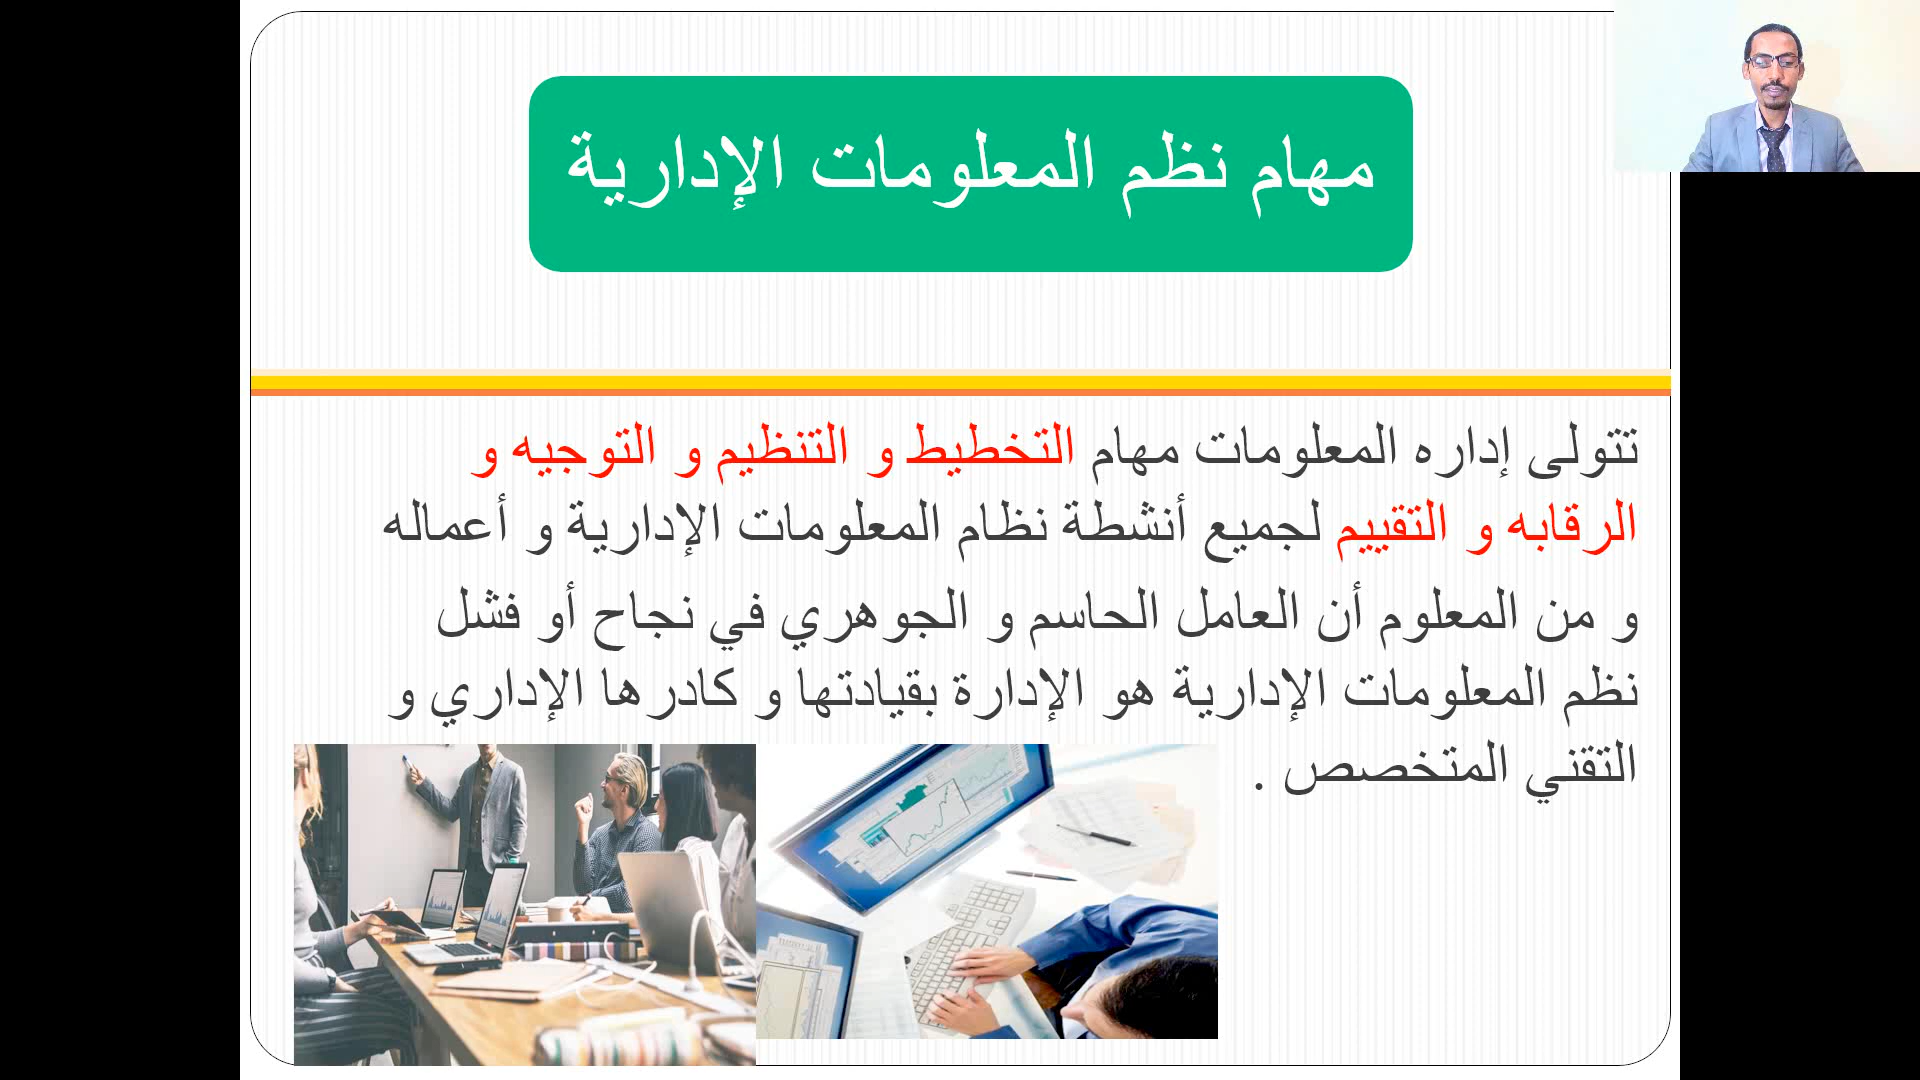 مهام نظم المعلومات الإدارية
تتولى إداره المعلومات مهام التخطيط و التنظيم و التوجيه و
الرقابه و التقييم لجميع أنشطة نظام المعلومات الإدارية و أعماله
و من المعلوم أن العامل الحاسم و الجوهري في نجاح أو فشل
نظم المعلومات الإدارية هو الإدارة بقيادتها و كادرها الإداري و
التقني المتخصص .